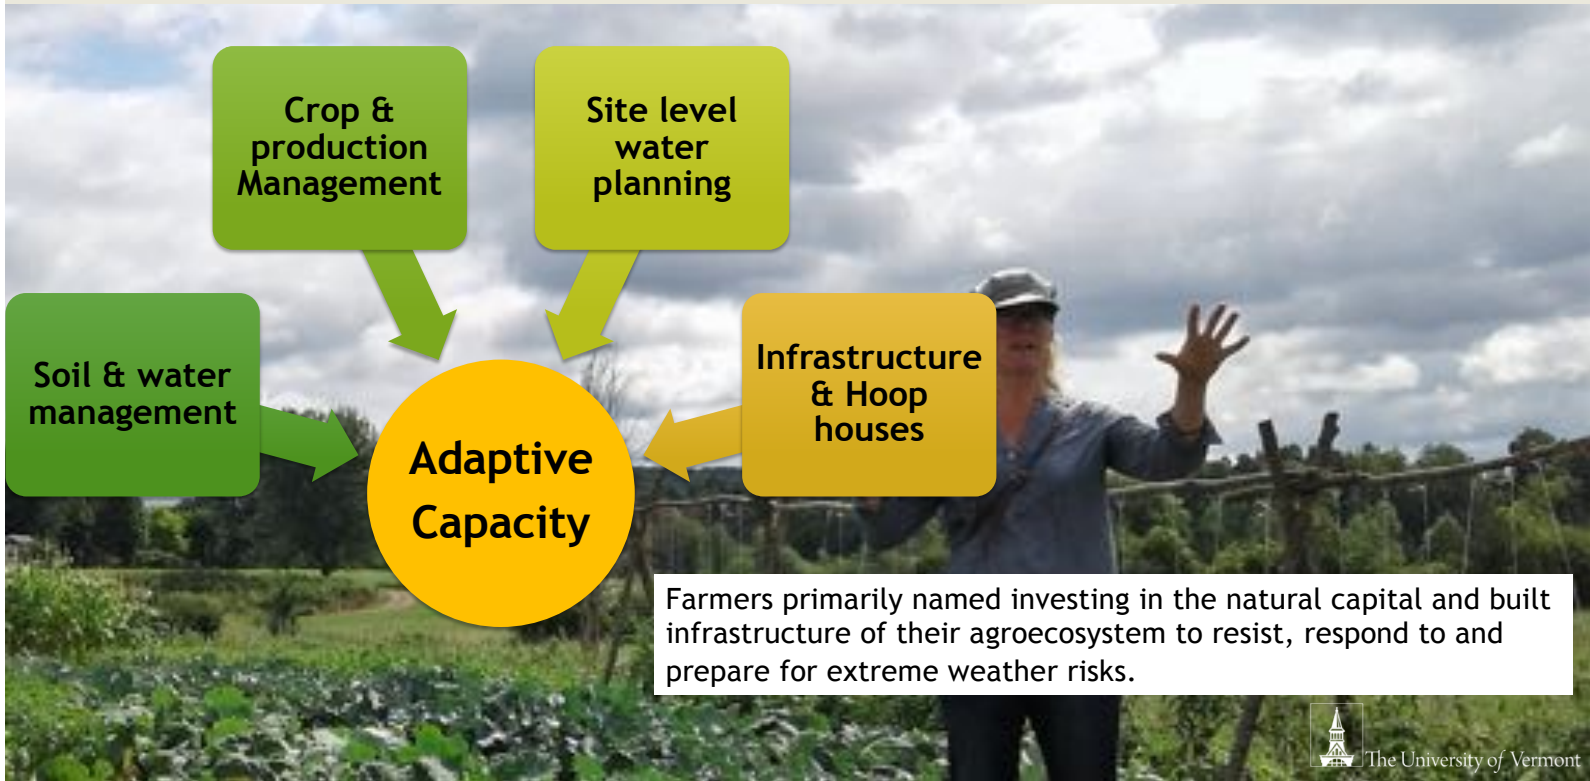 Crop &
production
Management
Site level
water
planning
Soil & water
management
Infrastructure
& Hoop
houses
Adaptive
Capacity
Farmers primarily named investing in the natural capital and built
infrastructure of their agroecosystem to resist, respond to and
prepare for extreme weather risks.
The University of Vermont